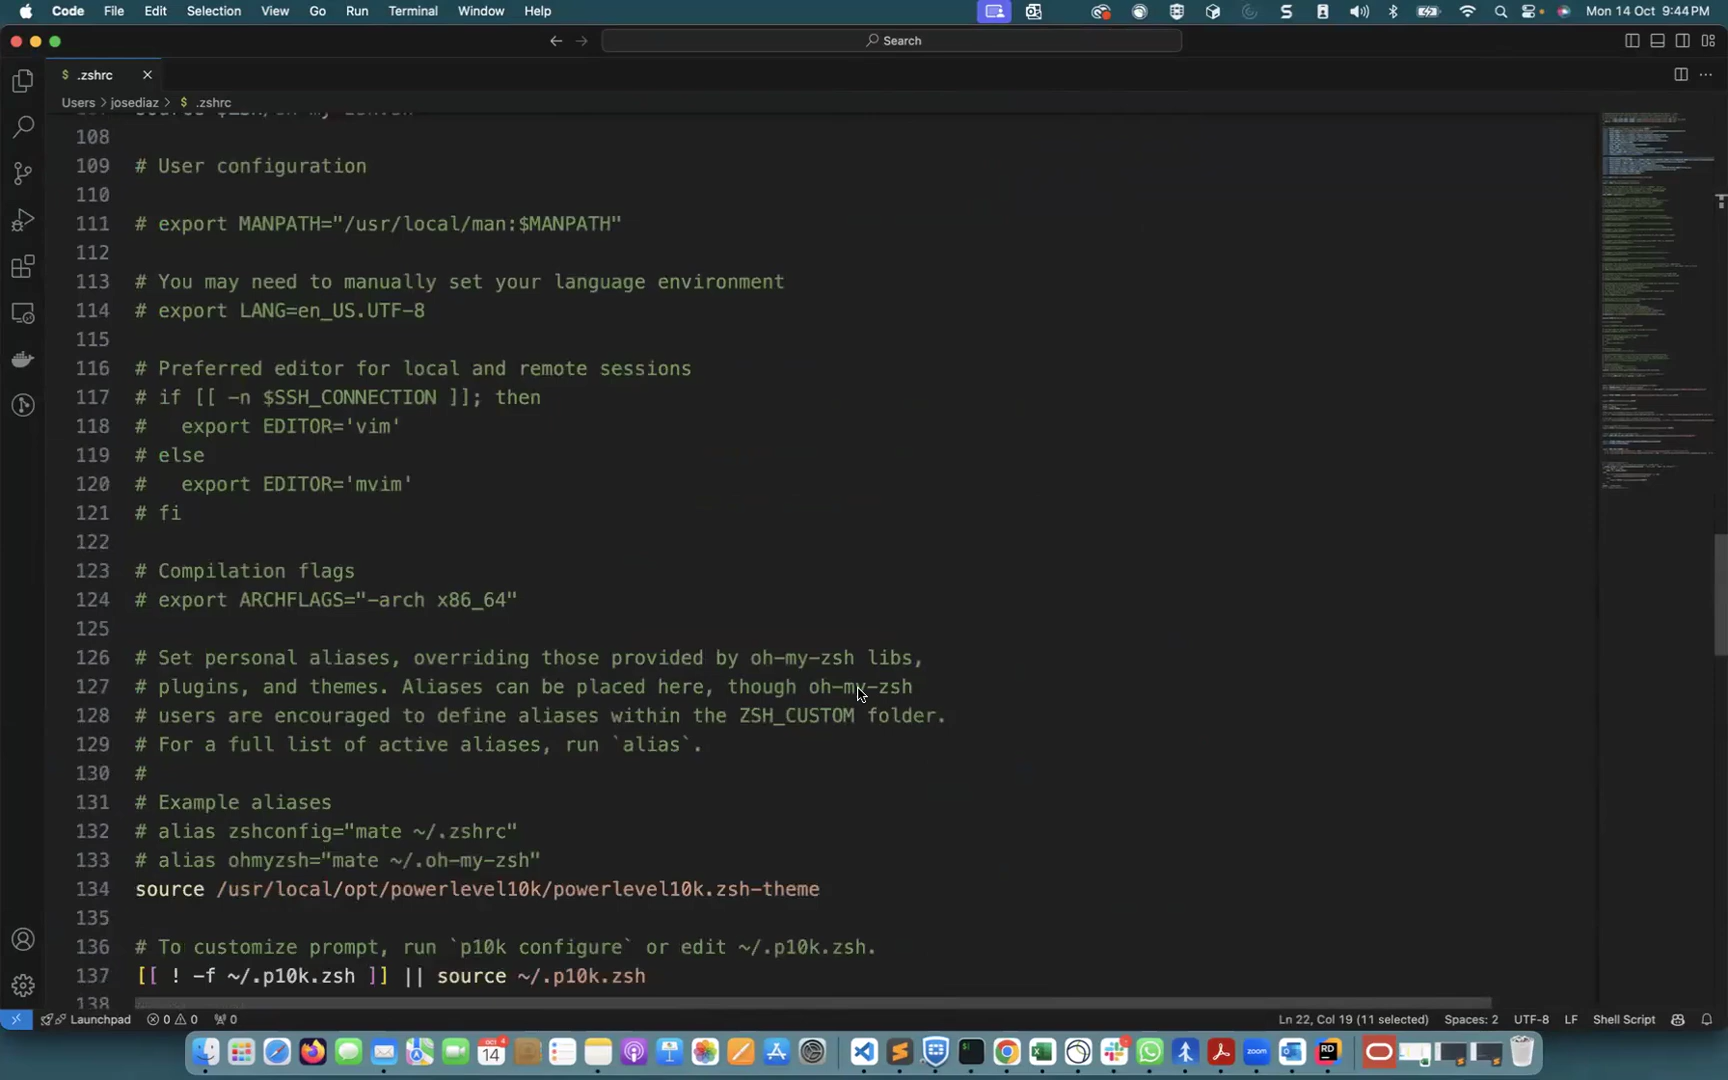 Code File Edit Selection View Go Run Terminal Window Help
Mon 14 Oct 9:44 PM
Search
$ .zshrc
Users > josediaz > $ .zshrc
108
109 # User configuration
110
111 # export MANPATH="/usr/local/man:$MANPATH"
112
113 # You may need to manually set your language environment
114 # export LANG=en_US.UTF-8
115
116 # Preferred editor for local and remote sessions
117 # if [[ -n $SSH_CONNECTION ]]; then
118 #   export EDITOR='vim'
119 # else
120 #   export EDITOR='mvim'
121 # fi
122
123 # Compilation flags
124 # export ARCHFLAGS="-arch x86_64"
125
126 # Set personal aliases, overriding those provided by oh-my-zsh libs,
127 # plugins, and themes. Aliases can be placed here, though oh-my-zsh
128 # users are encouraged to define aliases within the ZSH_CUSTOM folder.
129 # For a full list of active aliases, run `alias`.
130 #
131 # Example aliases
132 # alias zshconfig="mate ~/.zshrc"
133 # alias ohmyzsh="mate ~/.oh-my-zsh"
134 source /usr/local/opt/powerlevel10k/powerlevel10k.zsh-theme
135
136 # To customize prompt, run `p10k configure` or edit ~/.p10k.zsh.
137 [[ ! -f ~/.p10k.zsh ]] || source ~/.p10k.zsh
138
Launchpad 0 0 0 Ln 22, Col 19 (11 selected) Spaces: 2 UTF-8 LF Shell Script
OCT
14
zoom
RD